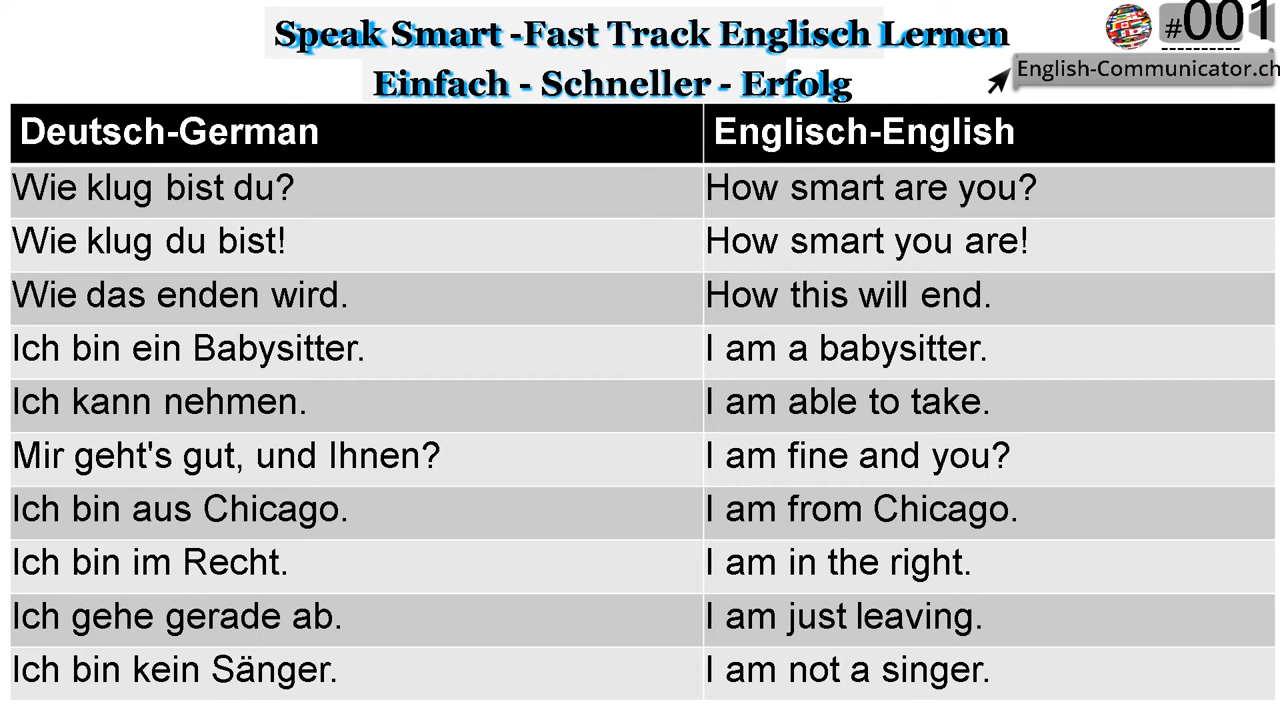 Speak Smart -Fast Track Englisch Lernen
Einfach - Schneller - Erfolg
#001
English-Communicator.ch
Deutsch-German Englisch-English
Wie klug bist du? How smart are you?
Wie klug du bist! How smart you are!
Wie das enden wird. How this will end.
Ich bin ein Babysitter. I am a babysitter.
Ich kann nehmen. I am able to take.
Mir geht's gut, und Ihnen? I am fine and you?
Ich bin aus Chicago. I am from Chicago.
Ich bin im Recht. I am in the right.
Ich gehe gerade ab. I am just leaving.
Ich bin kein Sänger. I am not a singer.